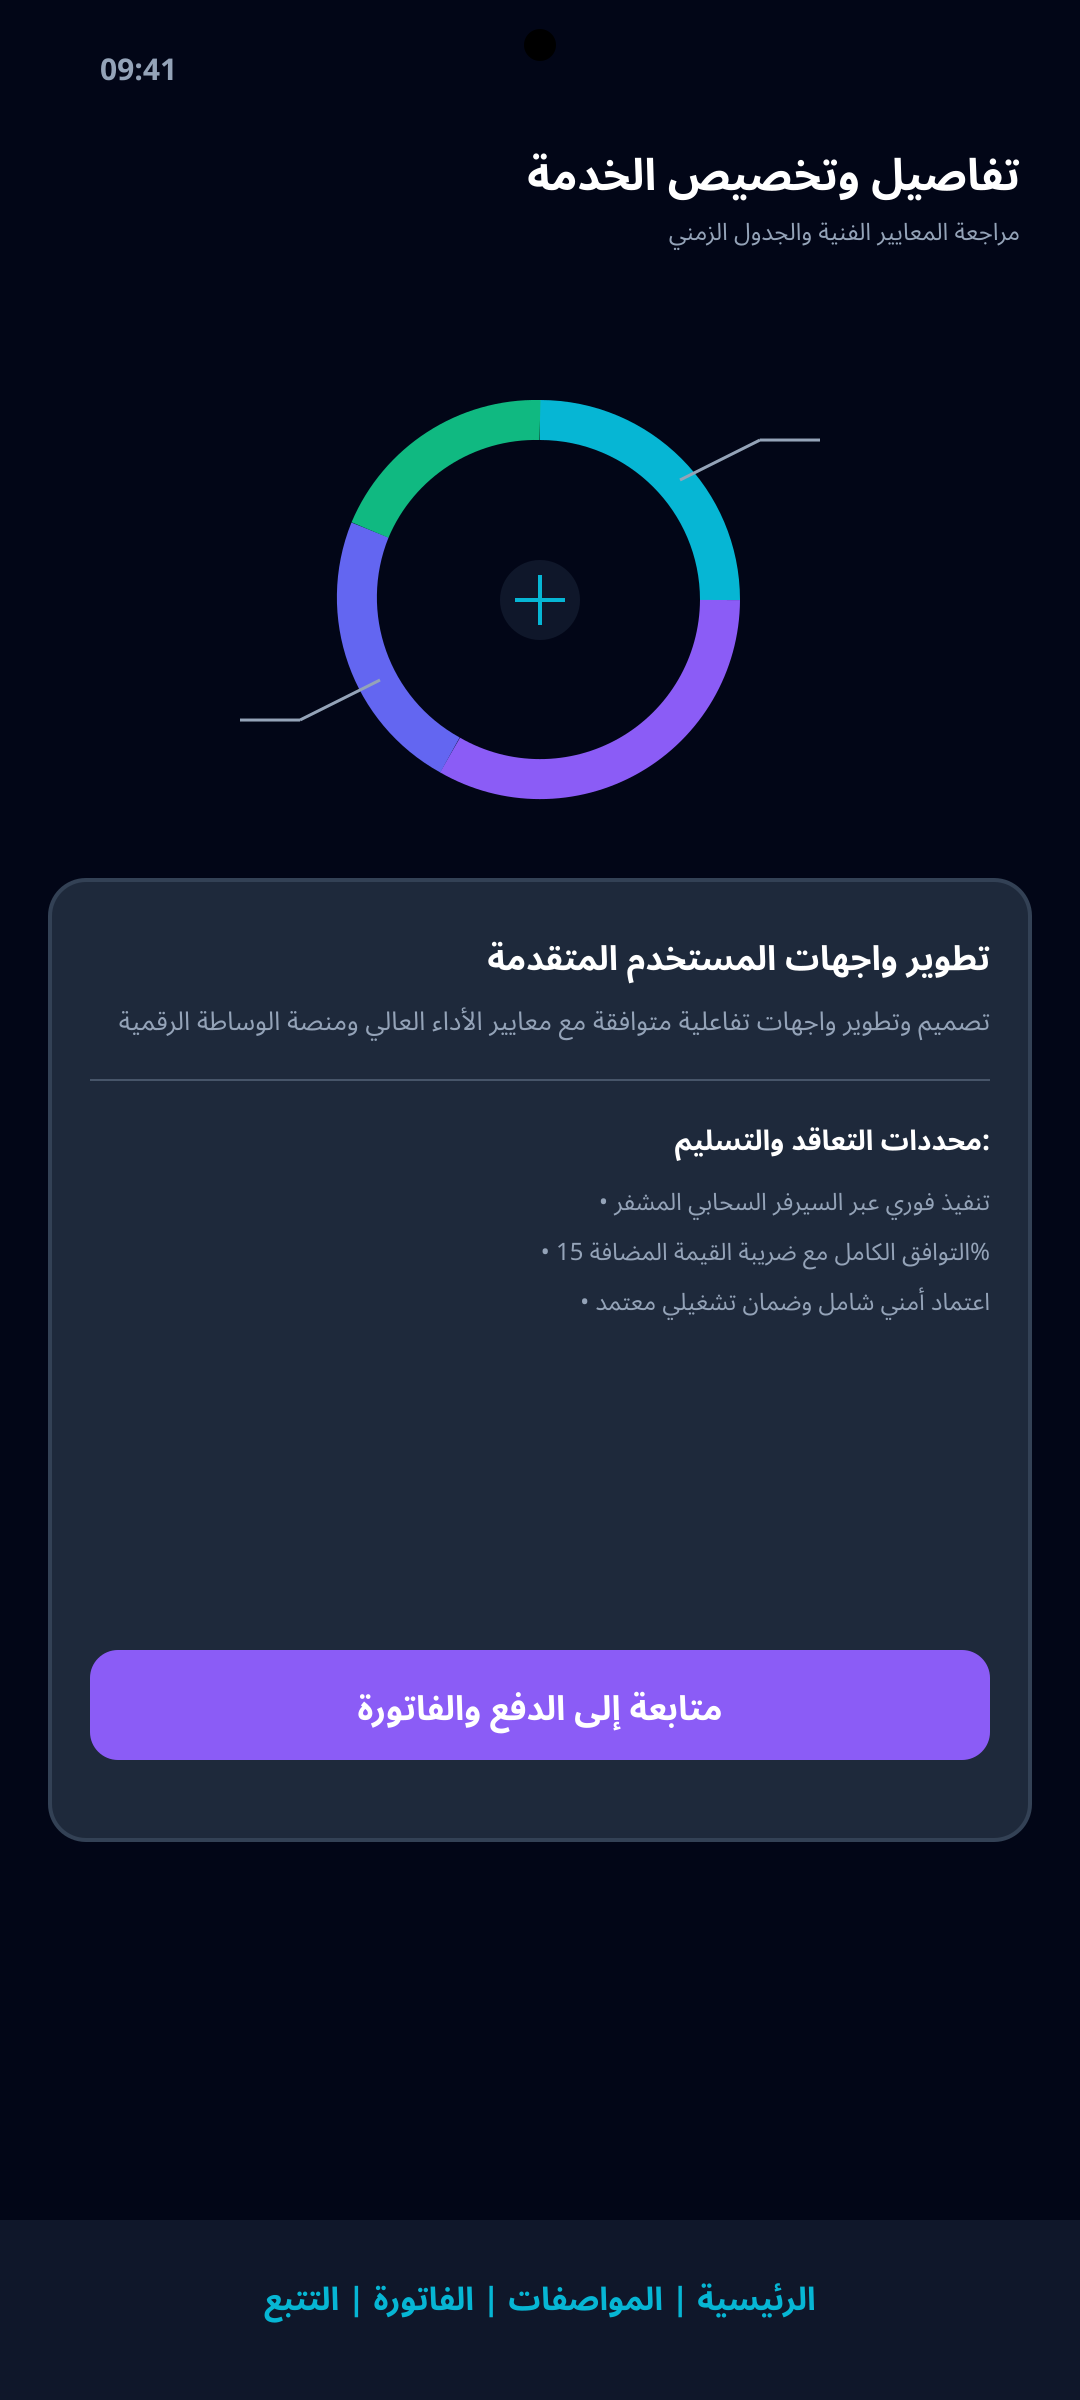 09:41
تفاصيل وتخصيص الخدمة
مراجعة المعايير الفنية والجدول الزمني
تطوير واجهات المستخدم المتقدمة
تصميم وتطوير واجهات تفاعلية متوافقة مع معايير الأداء العالي ومنصة الوساطة الرقمية
:محددات التعاقد والتسليم
تنفيذ فوري عبر السيرفر السحابي المشفر •
%التوافق الكامل مع ضريبة القيمة المضافة 15 •
اعتماد أمني شامل وضمان تشغيلي معتمد •
متابعة إلى الدفع والفاتورة
الرئيسية | المواصفات | الفاتورة | التتبع